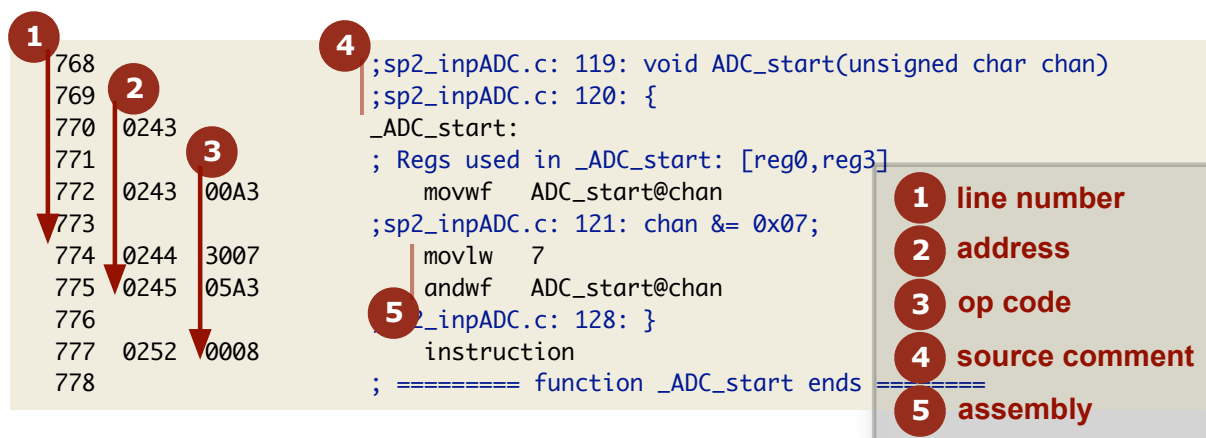 1
4
768 ;sp2_inpADC.c: 119: void ADC_start(unsigned char chan)
769 ;sp2_inpADC.c: 120: {
2
770 0243 _ADC_start:
3
771 ; Regs used in _ADC_start: [reg0,reg3]
772 0243 00A3 movwf ADC_start@chan
773 ;sp2_inpADC.c: 121: chan &= 0x07;
774 0244 3007 movlw 7
775 0245 05A3 andwf ADC_start@chan
5
776 2_inpADC.c: 128: }
777 0252 0008 instruction
778 ; ========= function _ADC_start ends ========
1 line number
2 address
3 op code
4 source comment
5 assembly